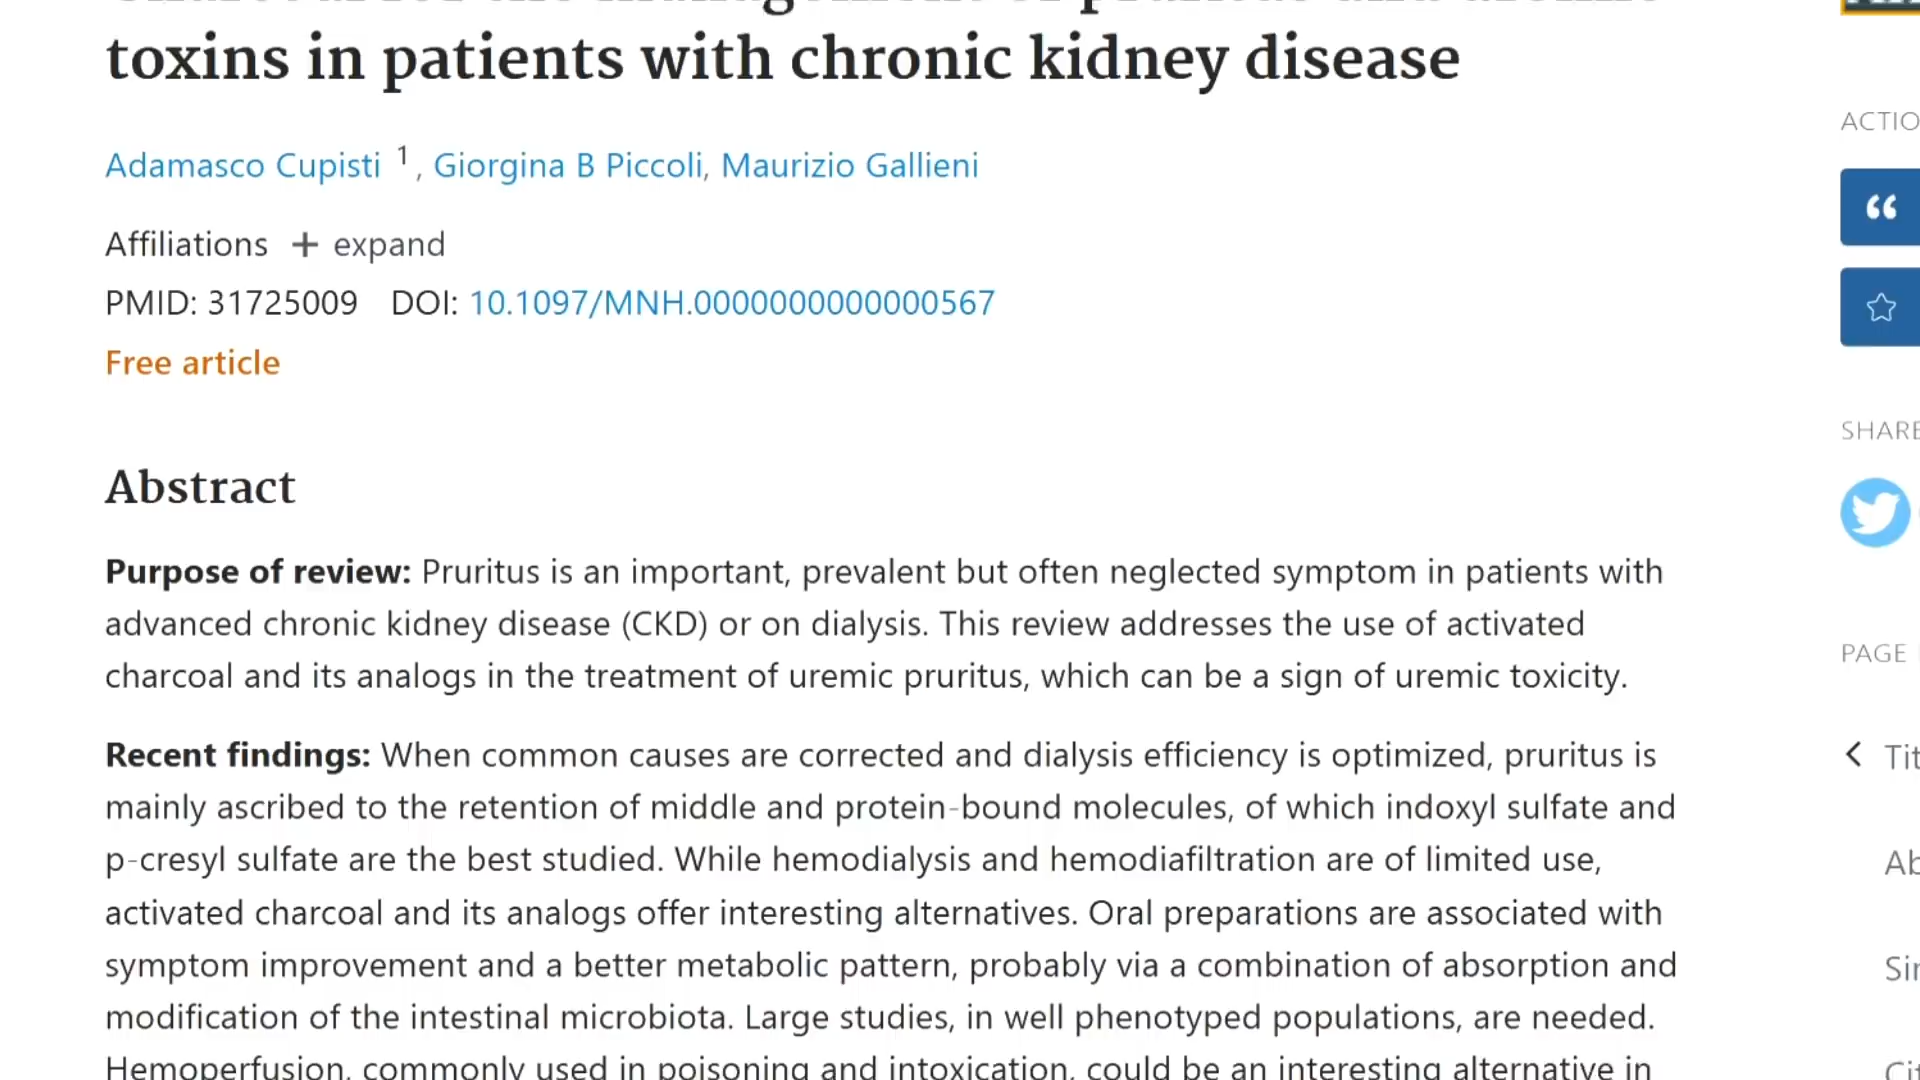 toxins in patients with chronic kidney disease
Adamasco Cupisti 1, Giorgina B Piccoli, Maurizio Gallieni
Affiliations + expand
PMID: 31725009 DOI: 10.1097/MNH.0000000000000567
Free article
Abstract
Purpose of review: Pruritus is an important, prevalent but often neglected symptom in patients with
advanced chronic kidney disease (CKD) or on dialysis. This review addresses the use of activated
charcoal and its analogs in the treatment of uremic pruritus, which can be a sign of uremic toxicity.
Recent findings: When common causes are corrected and dialysis efficiency is optimized, pruritus is
mainly ascribed to the retention of middle and protein-bound molecules, of which indoxyl sulfate and
p-cresyl sulfate are the best studied. While hemodialysis and hemodiafiltration are of limited use,
activated charcoal and its analogs offer interesting alternatives. Oral preparations are associated with
symptom improvement and a better metabolic pattern, probably via a combination of absorption and
modification of the intestinal microbiota. Large studies, in well phenotyped populations, are needed.
Hemoperfusion, commonly used in poisoning and intoxication, could be an interesting alternative in
ACTIO
SHARE
PAGE
Tit
Ab
Sir
Cit